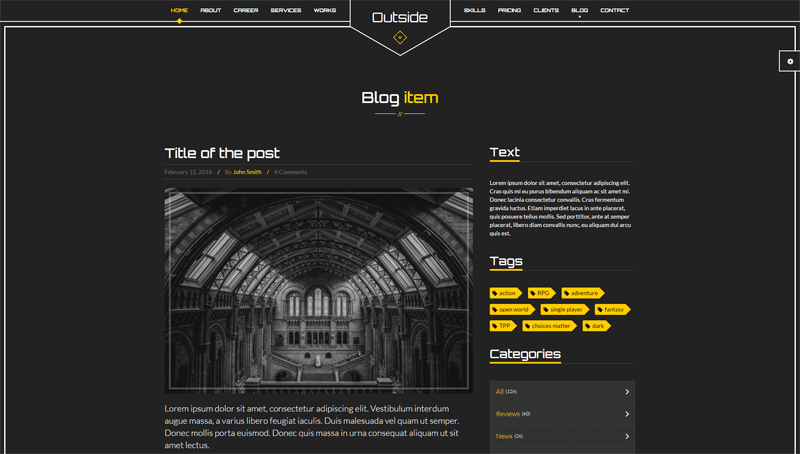 HOME ABOUT CAREER SERVICES WORKS Outside SKILLS PRICING CLIENTS BLOG CONTACT
Blog item
//
Title of the post
February 15, 2016 / By John Smith / 6 Comments
Lorem ipsum dolor sit amet, consectetur adipiscing elit. Vestibulum interdum
augue massa, a varius libero feugiat iaculis. Duis malesuada vel quam ut semper.
Donec mollis porta euismod. Donec quis massa in urna consequat aliquam ut sit
amet lectus.
Text
Lorem ipsum dolor sit amet, consectetur adipiscing elit.
Cras quis mi eu purus bibendum aliquam ac sit amet mi.
Donec lacinia consectetur convallis. Cras fermentum
gravida luctus. Etiam imperdiet lacus in ante placerat,
quis posuere tellus mollis. Sed porttitor, ante at semper
placerat, libero diam convallis nunc, eu aliquam dui arcu
quis est.
Tags
action RPG adventure
open world single player fantasy
TPP choices matter dark
Categories
All (126)
Reviews (60)
News (26)